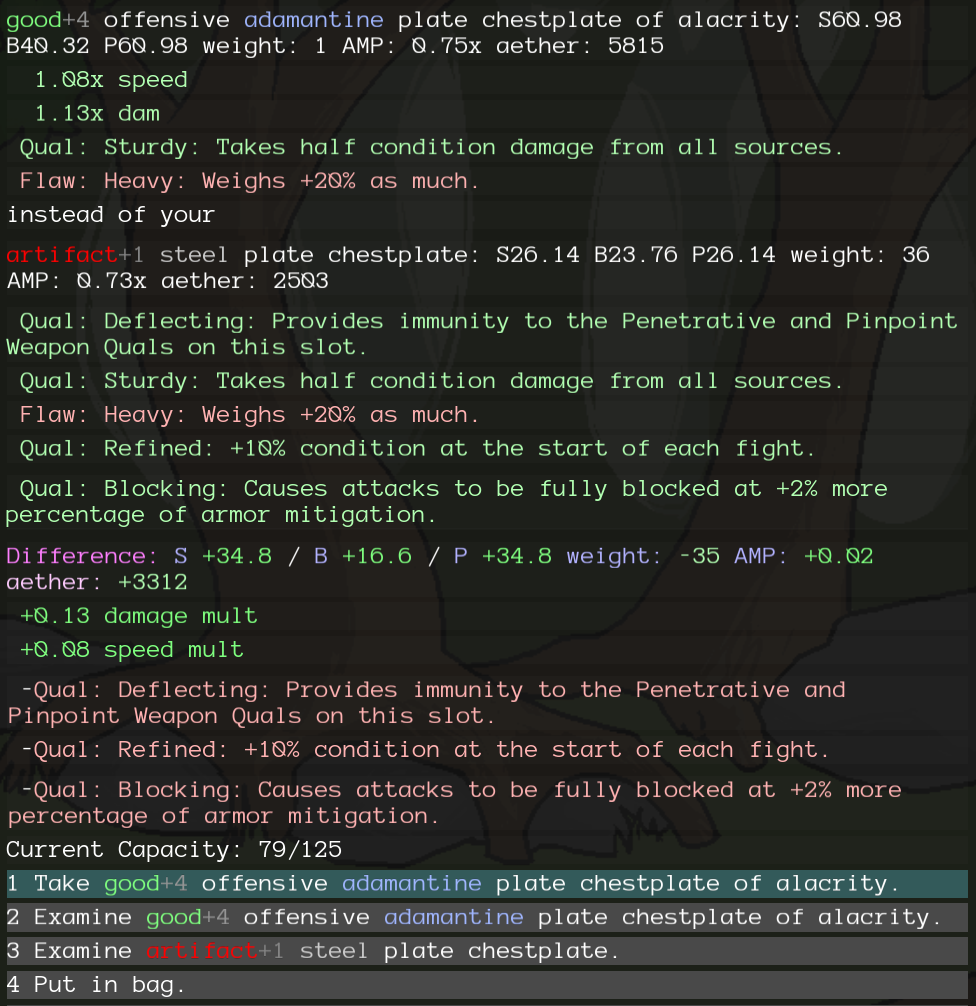 good+4 offensive adamantine plate chestplate of alacrity: S60.98
B40.32 P60.98 weight: 1 AMP: 0.75x aether: 5815
1.08x speed
1.13x dam
Qual: Sturdy: Takes half condition damage from all sources.
Flaw: Heavy: Weighs +20% as much.
instead of your
artifact+1 steel plate chestplate: S26.14 B23.76 P26.14 weight: 36
AMP: 0.73x aether: 2503
Qual: Deflecting: Provides immunity to the Penetrative and Pinpoint
Weapon Quals on this slot.
Qual: Sturdy: Takes half condition damage from all sources.
Flaw: Heavy: Weighs +20% as much.
Qual: Refined: +10% condition at the start of each fight.
Qual: Blocking: Causes attacks to be fully blocked at +2% more
percentage of armor mitigation.
Difference: S +34.8 / B +16.6 / P +34.8 weight: -35 AMP: +0.02
aether: +3312
+0.13 damage mult
+0.08 speed mult
-Qual: Deflecting: Provides immunity to the Penetrative and
Pinpoint Weapon Quals on this slot.
-Qual: Refined: +10% condition at the start of each fight.
-Qual: Blocking: Causes attacks to be fully blocked at +2% more
percentage of armor mitigation.
Current Capacity: 79/125
1 Take good+4 offensive adamantine plate chestplate of alacrity.
2 Examine good+4 offensive adamantine plate chestplate of alacrity.
3 Examine artifact+1 steel plate chestplate.
4 Put in bag.